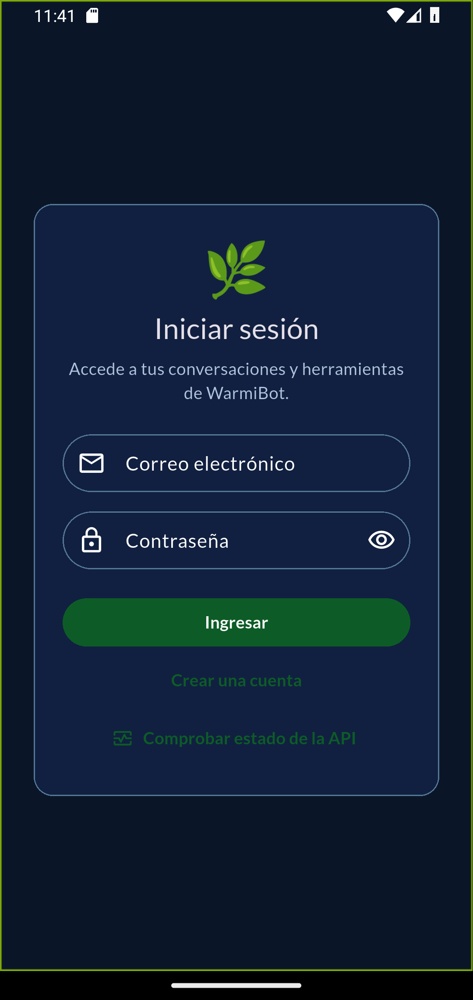 11:41
Iniciar sesión
Accede a tus conversaciones y herramientas
de WarmiBot.
Correo electrónico
Contraseña
Ingresar
Crear una cuenta
Comprobar estado de la API